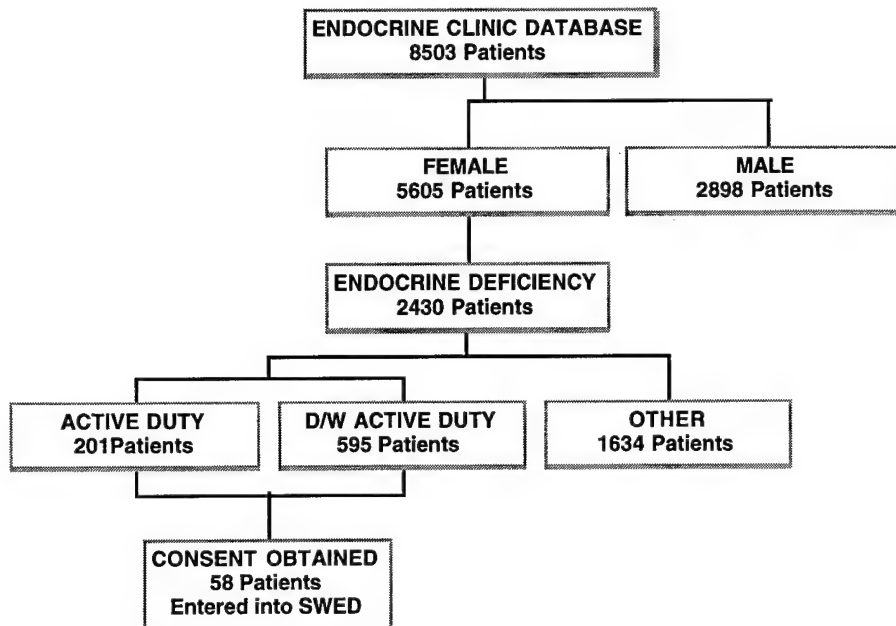 ENDOCRINE CLINIC DATABASE
8503 Patients
FEMALE
5605 Patients
MALE
2898 Patients
ENDOCRINE DEFICIENCY
2430 Patients
ACTIVE DUTY
201Patients
D/W ACTIVE DUTY
595 Patients
OTHER
1634 Patients
CONSENT OBTAINED
58 Patients
Entered into SWED